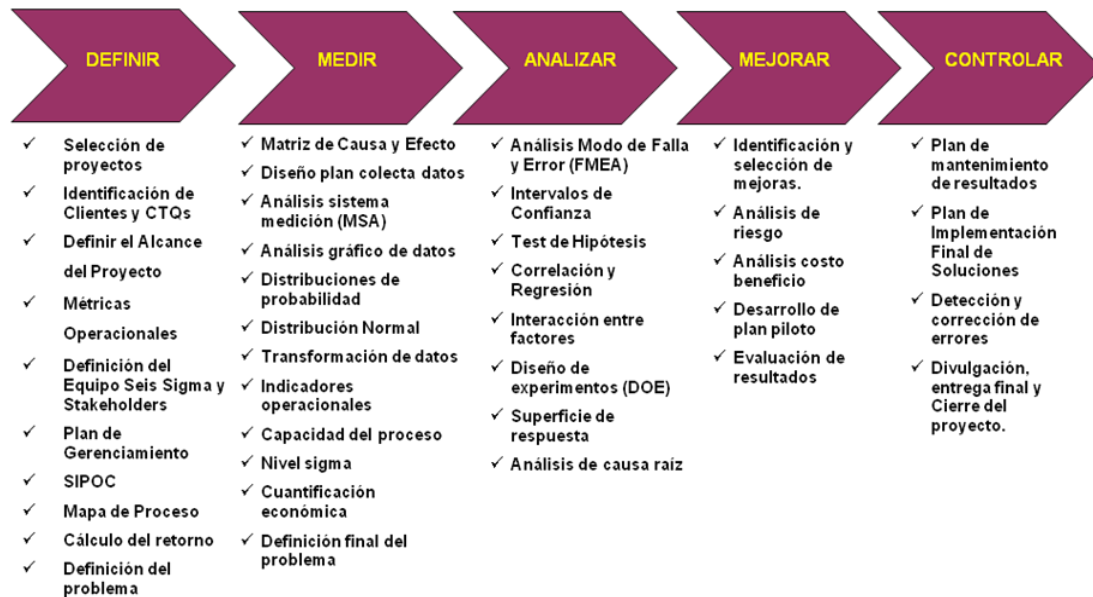 DEFINIR
MEDIR
ANALIZAR
MEJORAR
CONTROLAR
✓ Selección de
proyectos
✓ Identificación de
Clientes y CTQs
✓ Definir el Alcance
del Proyecto
✓ Métricas
Operacionales
✓ Definición del
Equipo Seis Sigma y
Stakeholders
✓ Plan de
Gerenciamiento
✓ SIPOC
✓ Mapa de Proceso
✓ Cálculo del retorno
✓ Definición del
problema
✓ Matriz de Causa y Efecto
✓ Diseño plan colecta datos
✓ Análisis sistema
medición (MSA)
✓ Análisis gráfico de datos
✓ Distribuciones de
probabilidad
✓ Distribución Normal
✓ Transformación de datos
✓ Indicadores
operacionales
✓ Capacidad del proceso
✓ Nivel sigma
✓ Cuantificación
económica
✓ Definición final del
problema
✓ Análisis Modo de Falla
y Error (FMEA)
✓ Intervalos de
Confianza
✓ Test de Hipótesis
✓ Correlación y
Regresión
✓ Interacción entre
factores
✓ Diseño de
experimentos (DOE)
✓ Superficie de
respuesta
✓ Análisis de causa raíz
✓ Identificación y
selección de
mejoras.
✓ Análisis de
riesgo
✓ Análisis costo
beneficio
✓ Desarrollo de
plan piloto
✓ Evaluación de
resultados
✓ Plan de
mantenimiento
de resultados
✓ Plan de
Implementación
Final de
Soluciones
✓ Detección y
corrección de
errores
✓ Divulgación,
entrega final y
Cierre del
proyecto.